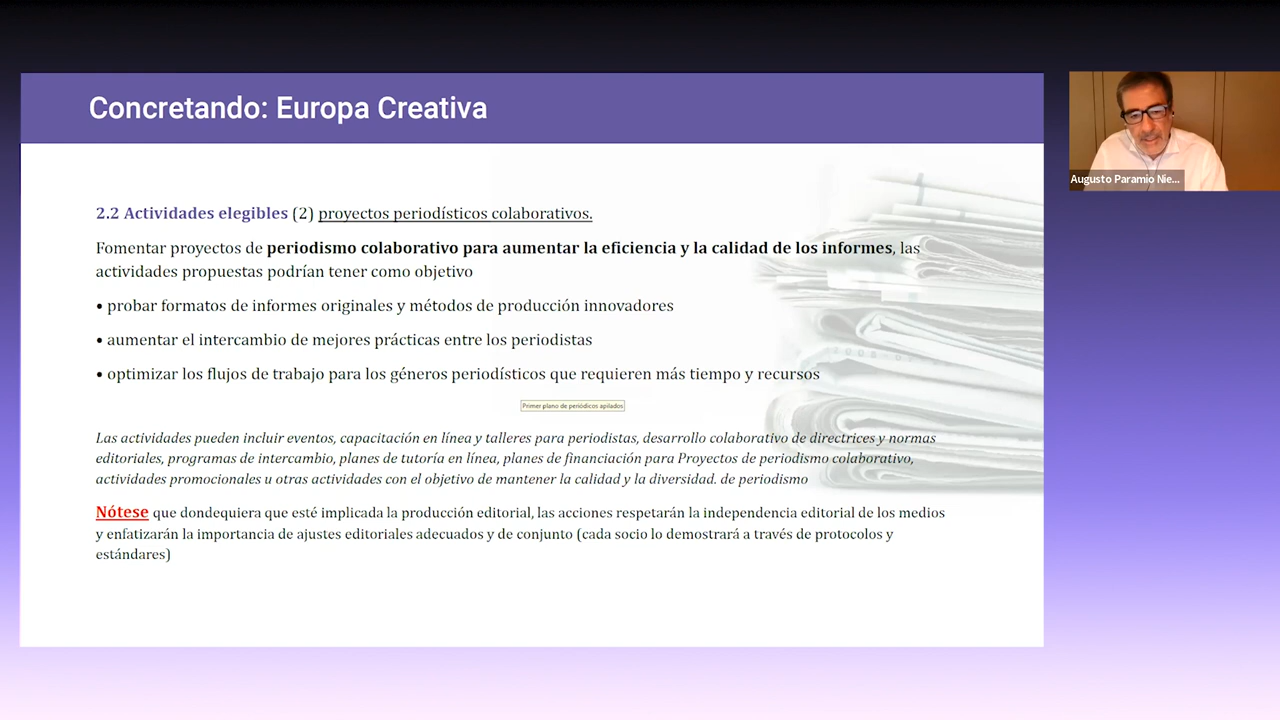 Concretando: Europa Creativa
Augusto Paramio Nie...
2.2 Actividades elegibles (2) proyectos periodísticos colaborativos.
Fomentar proyectos de periodismo colaborativo para aumentar la eficiencia y la calidad de los informes, las
actividades propuestas podrían tener como objetivo
• probar formatos de informes originales y métodos de producción innovadores
• aumentar el intercambio de mejores prácticas entre los periodistas
• optimizar los flujos de trabajo para los géneros periodísticos que requieren más tiempo y recursos
Primer plano de periódicos apilados
Las actividades pueden incluir eventos, capacitación en línea y talleres para periodistas, desarrollo colaborativo de directrices y normas
editoriales, programas de intercambio, planes de tutoría en línea, planes de financiación para Proyectos de periodismo colaborativo,
actividades promocionales u otras actividades con el objetivo de mantener la calidad y la diversidad. de periodismo
Nótese que dondequiera que esté implicada la producción editorial, las acciones respetarán la independencia editorial de los medios
y enfatizarán la importancia de ajustes editoriales adecuados y de conjunto (cada socio lo demostrará a través de protocolos y
estándares)